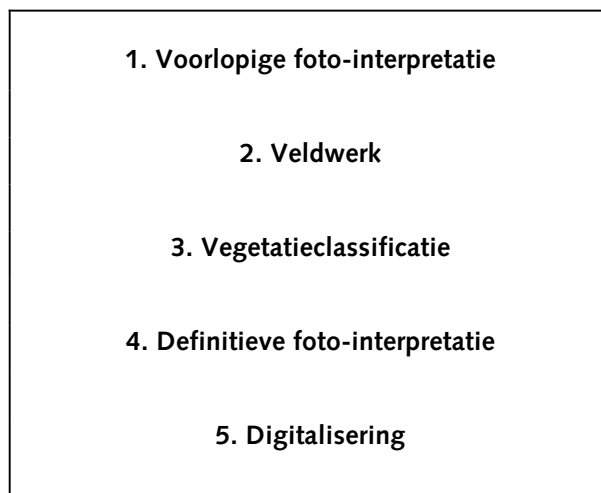 1. Voorlopige foto-interpretatie
2. Veldwerk
3. Vegetatieclassificatie
4. Definitieve foto-interpretatie
5. Digitalisering